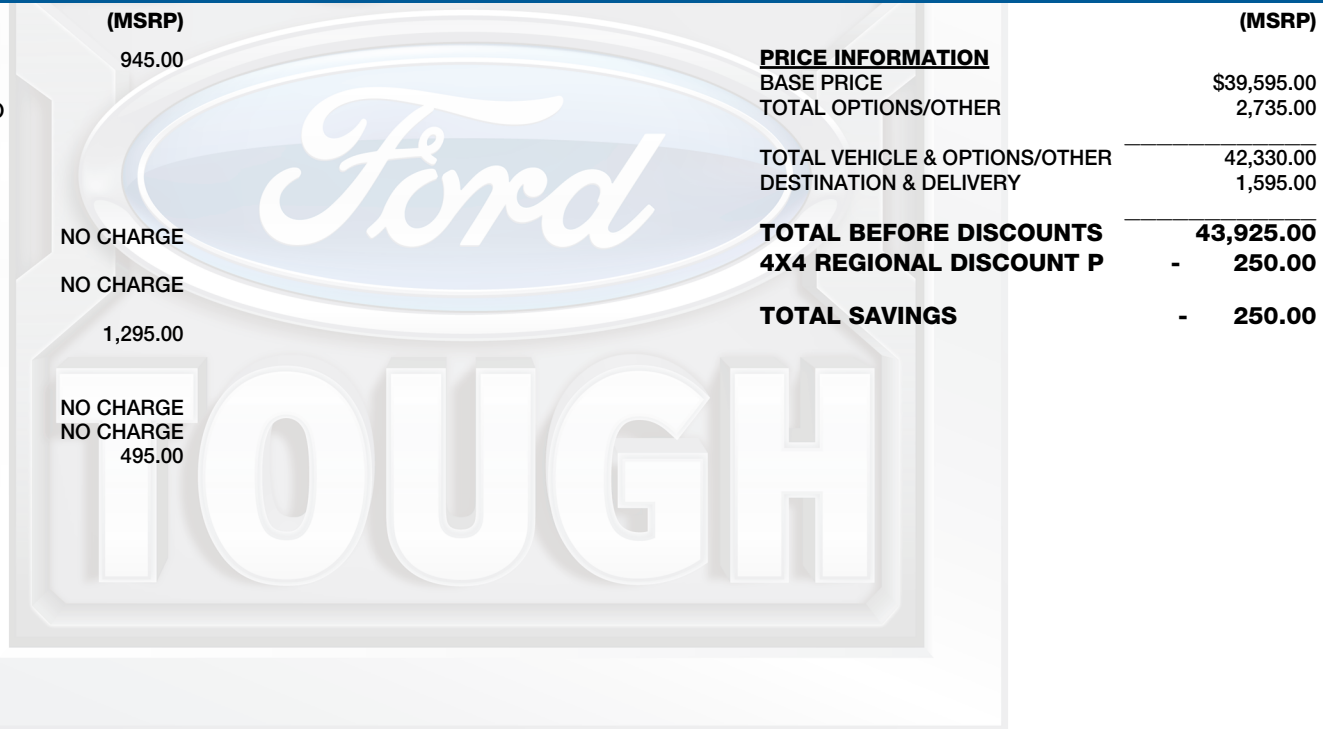 (MSRP)
945.00
NO CHARGE
NO CHARGE
1,295.00
NO CHARGE
NO CHARGE
495.00
(MSRP)
PRICE INFORMATION
BASE PRICE $39,595.00
TOTAL OPTIONS/OTHER 2,735.00
TOTAL VEHICLE & OPTIONS/OTHER 42,330.00
DESTINATION & DELIVERY 1,595.00
TOTAL BEFORE DISCOUNTS 43,925.00
4X4 REGIONAL DISCOUNT P - 250.00
TOTAL SAVINGS - 250.00
Ford
TOUGH